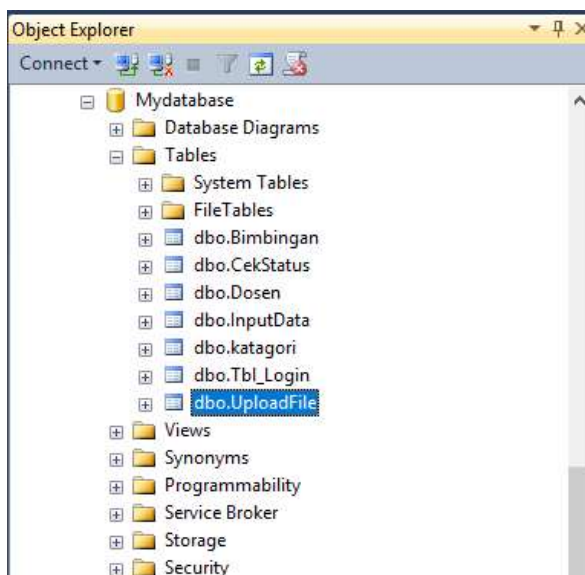 Object Explorer
Connect
Mydatabase
Database Diagrams
Tables
System Tables
FileTables
dbo.Bimbingan
dbo.CekStatus
dbo.Dosen
dbo.InputData
dbo.katagori
dbo.Tbl_Login
dbo.UploadFile
Views
Synonyms
Programmability
Service Broker
Storage
Security